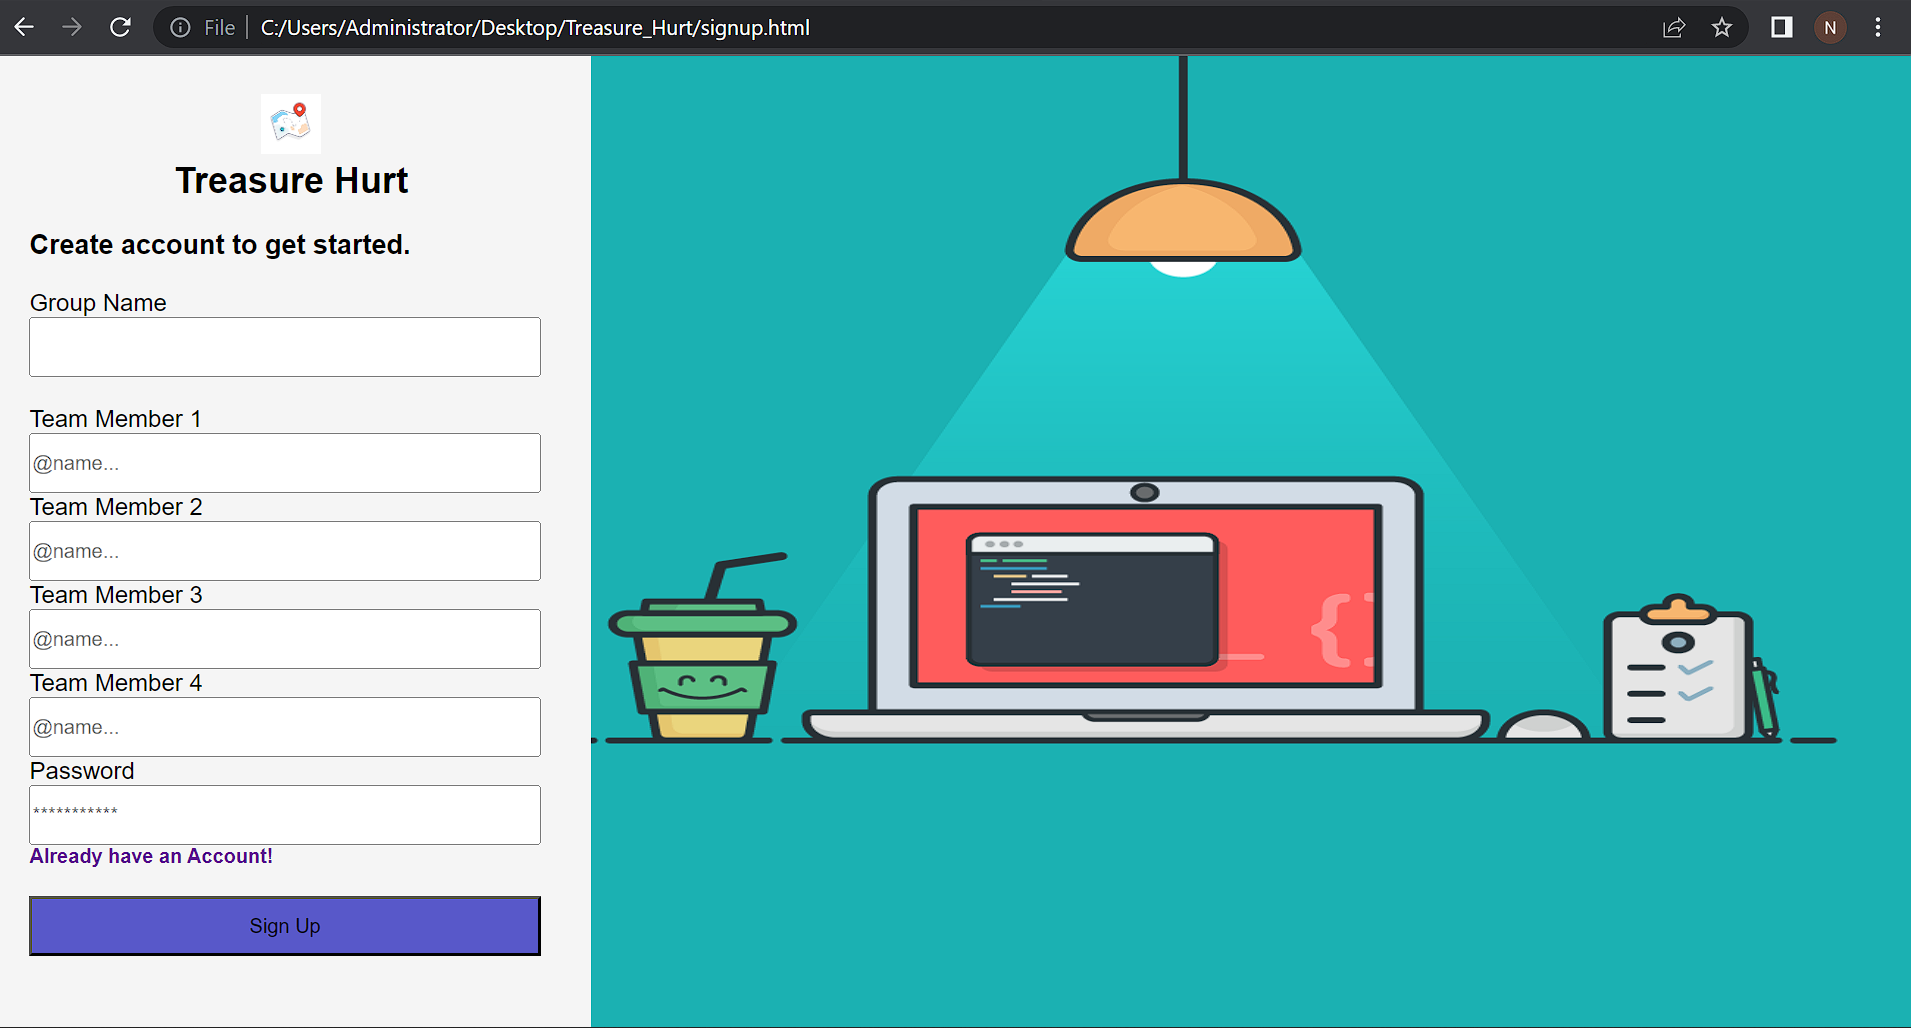 File | C:/Users/Administrator/Desktop/Treasure_Hurt/signup.html
N
Treasure Hurt
Create account to get started.
Group Name
Team Member 1
@name...
Team Member 2
@name...
Team Member 3
@name...
Team Member 4
@name...
Password
***********
Already have an Account!
Sign Up
{}